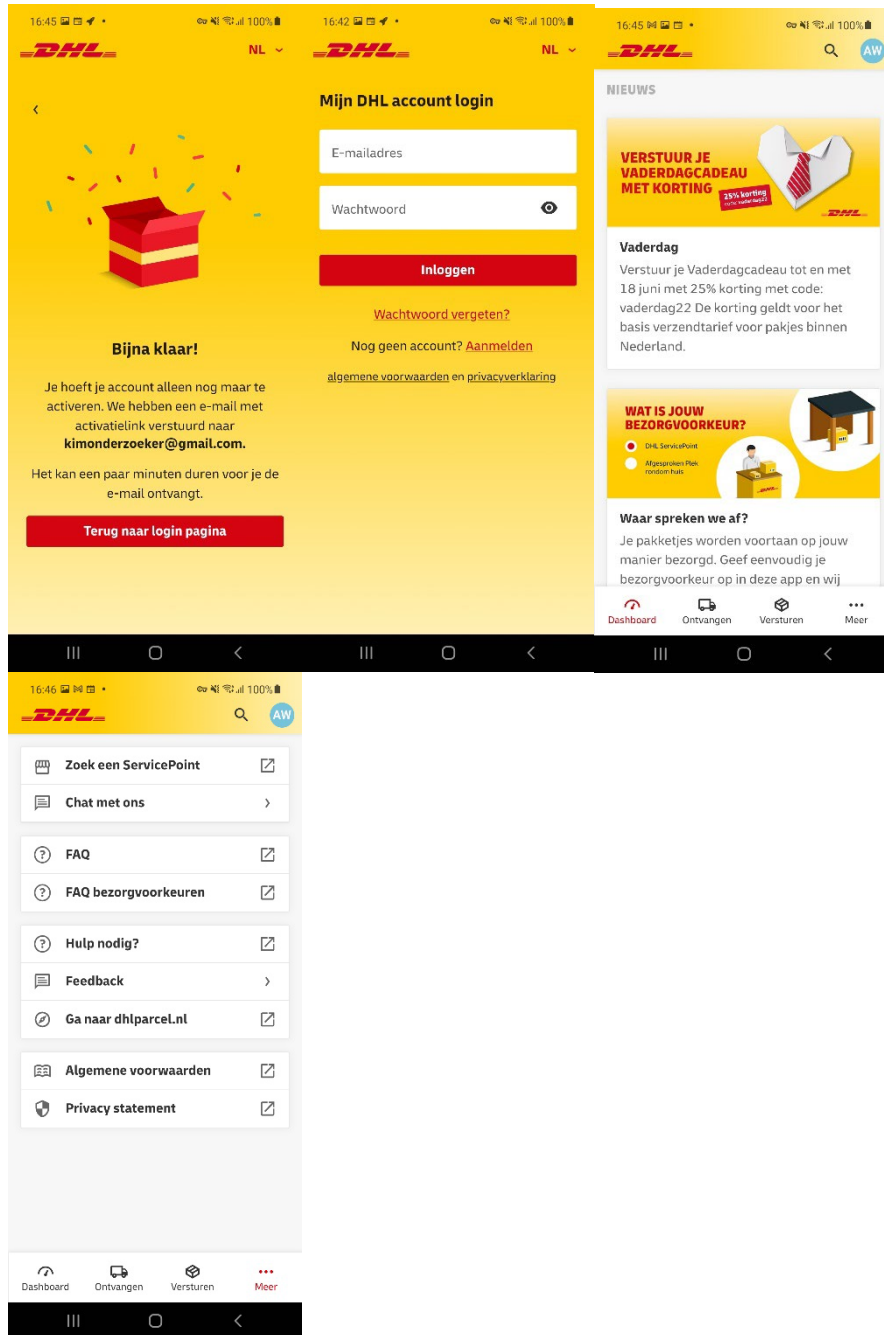 16:45
100%
DHL
NL
Bijna klaar!
Je hoeft je account alleen nog maar te
activeren. We hebben een e-mail met
activatielink verstuurd naar
kimonderzoeker@gmail.com.
Het kan een paar minuten duren voor je de
e-mail ontvangt.
Terug naar login pagina
16:42
100%
DHL
NL
Mijn DHL account login
E-mailadres
Wachtwoord
Inloggen
Wachtwoord vergeten?
Nog geen account? Aanmelden
algemene voorwaarden en privacyverklaring
16:45
100%
DHL
AW
NIEUWS
VERSTUUR JE
VADERDAGCADEAU
MET KORTING
25% korting
DHL
Vaderdag
Verstuur je Vaderdagcadeau tot en met
18 juni met 25% korting met code:
vaderdag22 De korting geldt voor het
basis verzendtarief voor pakjes binnen
Nederland.
WAT IS JOUW
BEZORGVOORKEUR?
DHL ServicePoint
Afgesproken Plek
rondom huis
Waar spreken we af?
Je pakketjes worden voortaan op jouw
manier bezorgd. Geef eenvoudig je
bezorgvoorkeur op in deze app en wij
Dashboard Ontvangen Versturen Meer
16:46
100%
DHL
AW
Zoek een ServicePoint
Chat met ons
FAQ
FAQ bezorgvoorkeuren
Hulp nodig?
Feedback
Ga naar dhlparcel.nl
Algemene voorwaarden
Privacy statement
Dashboard Ontvangen Versturen Meer